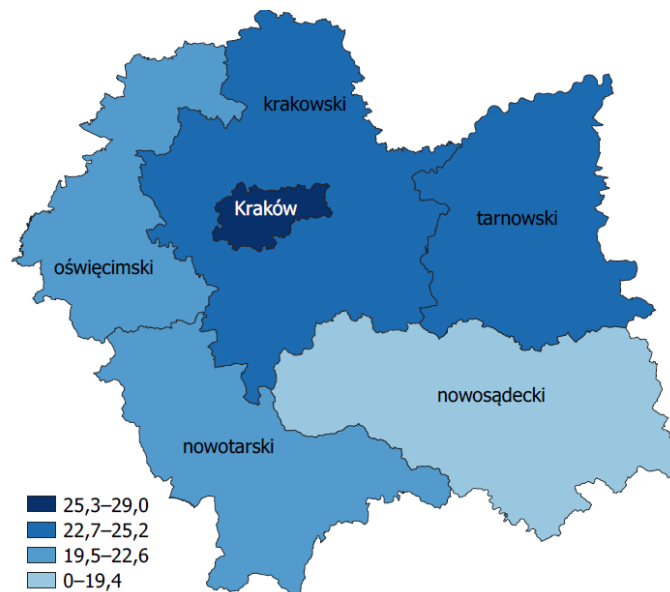 krakowski
Kraków
tarnowski
oświęcimski
nowosądecki
nowotarski
25,3–29,0
22,7–25,2
19,5–22,6
0–19,4